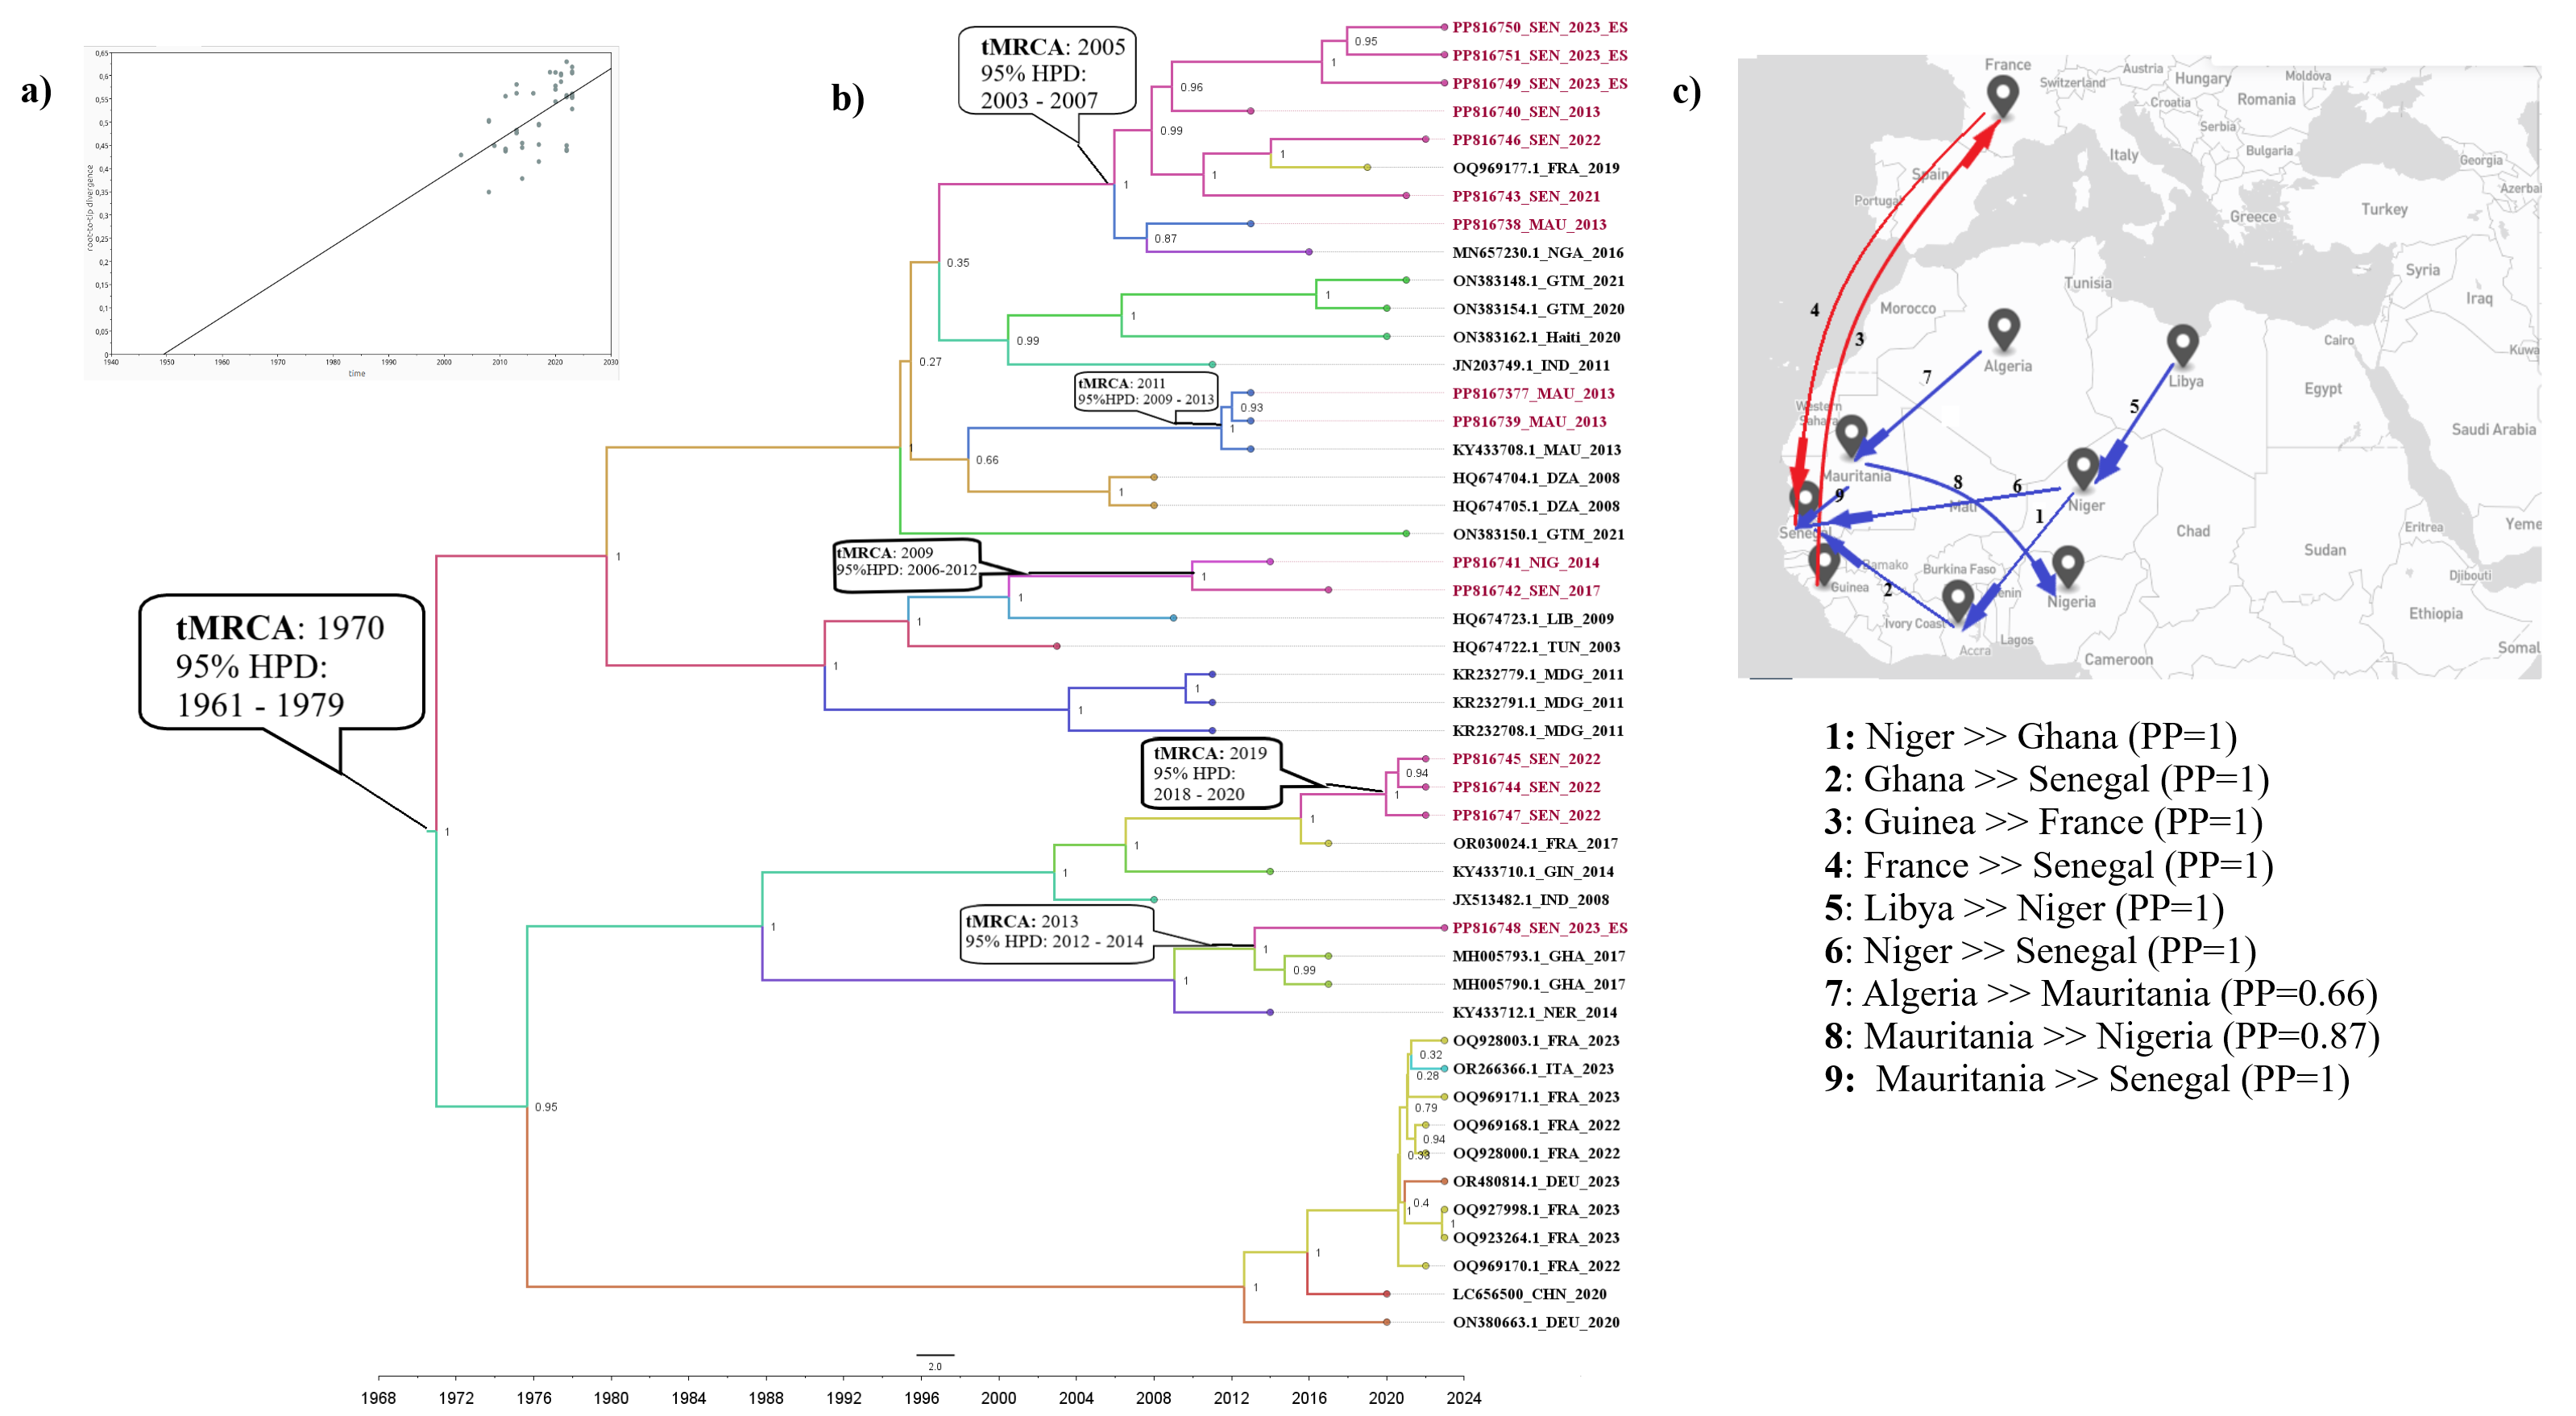 a)
0,65
0,6
0,55
0,5
0,45
0,4
0,35
0,3
0,25
0,2
0,15
0,1
0,05
0
root-to-tip divergence
1940 1950 1960 1970 1980 1990 2000 2010 2020 2030
time
b)
tMRCA: 2005
95% HPD:
2003 - 2007
tMRCA: 2011
95%HPD: 2009 - 2013
tMRCA: 2009
95%HPD: 2006-2012
tMRCA: 1970
95% HPD:
1961 - 1979
tMRCA: 2019
95% HPD:
2018 - 2020
tMRCA: 2013
95% HPD: 2012 - 2014
PP816750_SEN_2023_ES
0.95
PP816751_SEN_2023_ES
1
PP816749_SEN_2023_ES
0.96
PP816740_SEN_2013
0.99
PP816746_SEN_2022
1
OQ969177.1_FRA_2019
1
PP816743_SEN_2021
1
PP816738_MAU_2013
0.87
MN657230.1_NGA_2016
0.35
ON383148.1_GTM_2021
1
ON383154.1_GTM_2020
1
ON383162.1_Haiti_2020
0.99
JN203749.1_IND_2011
0.27
PP8167377_MAU_2013
0.93
PP816739_MAU_2013
1
KY433708.1_MAU_2013
1
0.66
HQ674704.1_DZA_2008
1
HQ674705.1_DZA_2008
ON383150.1_GTM_2021
1
PP816741_NIG_2014
1
PP816742_SEN_2017
1
HQ674723.1_LIB_2009
1
HQ674722.1_TUN_2003
1
KR232779.1_MDG_2011
1
KR232791.1_MDG_2011
1
KR232708.1_MDG_2011
PP816745_SEN_2022
0.94
PP816744_SEN_2022
1
PP816747_SEN_2022
1
OR030024.1_FRA_2017
1
1
KY433710.1_GIN_2014
1
JX513482.1_IND_2008
1
PP816748_SEN_2023_ES
1
MH005793.1_GHA_2017
0.99
MH005790.1_GHA_2017
1
KY433712.1_NER_2014
OQ928003.1_FRA_2023
0.32
OR266366.1_ITA_2023
0.28
OQ969171.1_FRA_2023
0.79
0.95
OQ969168.1_FRA_2022
0.94
OQ928000.1_FRA_2022
OR480814.1_DEU_2023
0.4
1
OQ927998.1_FRA_2023
1
OQ923264.1_FRA_2023
1
OQ969170.1_FRA_2022
1
LC656500_CHN_2020
ON380663.1_DEU_2020
2.0
1968 1972 1976 1980 1984 1988 1992 1996 2000 2004 2008 2012 2016 2020 2024
c)
France
Austria
Switzerland
Hungary
Moldova
Croatia
Romania
Serbia
Italy
Bulgaria
Georgia
Spain
Portugal
Greece
Turkey
Azerbai
Tunisia
Syria
Morocco
Iraq
4
3
Cairo
Kuwa
Algeria
Libya
7
Egypt
Western
Sahara
5
Saudi Arabia
Mauritania
8
6
9
Mali
Niger
Senegal
1
Chad
Eritrea
Yeme
Bamako
Burkina Faso
Sudan
Guinea
2
enin
Nigeria
Djibouti
Ivory Coast
Lagos
Ethiopia
Accra
Cameroon
Somal
1: Niger >> Ghana (PP=1)
2: Ghana >> Senegal (PP=1)
3: Guinea >> France (PP=1)
4: France >> Senegal (PP=1)
5: Libya >> Niger (PP=1)
6: Niger >> Senegal (PP=1)
7: Algeria >> Mauritania (PP=0.66)
8: Mauritania >> Nigeria (PP=0.87)
9: Mauritania >> Senegal (PP=1)